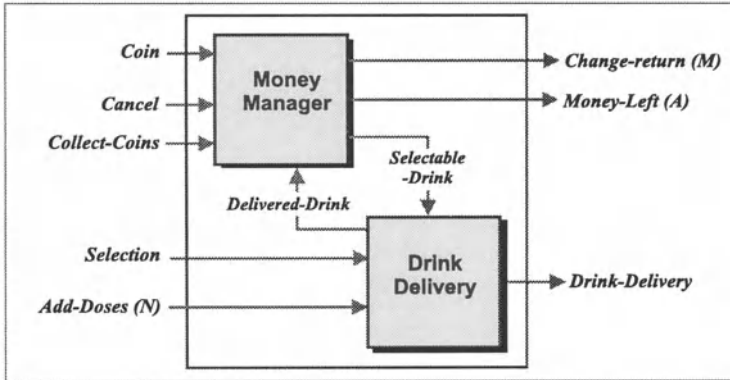 Coin
Cancel
Collect-Coins
Money
Manager
Change-return (M)
Money-Left (A)
Selectable
-Drink
Delivered-Drink
Selection
Add-Doses (N)
Drink
Delivery
Drink-Delivery